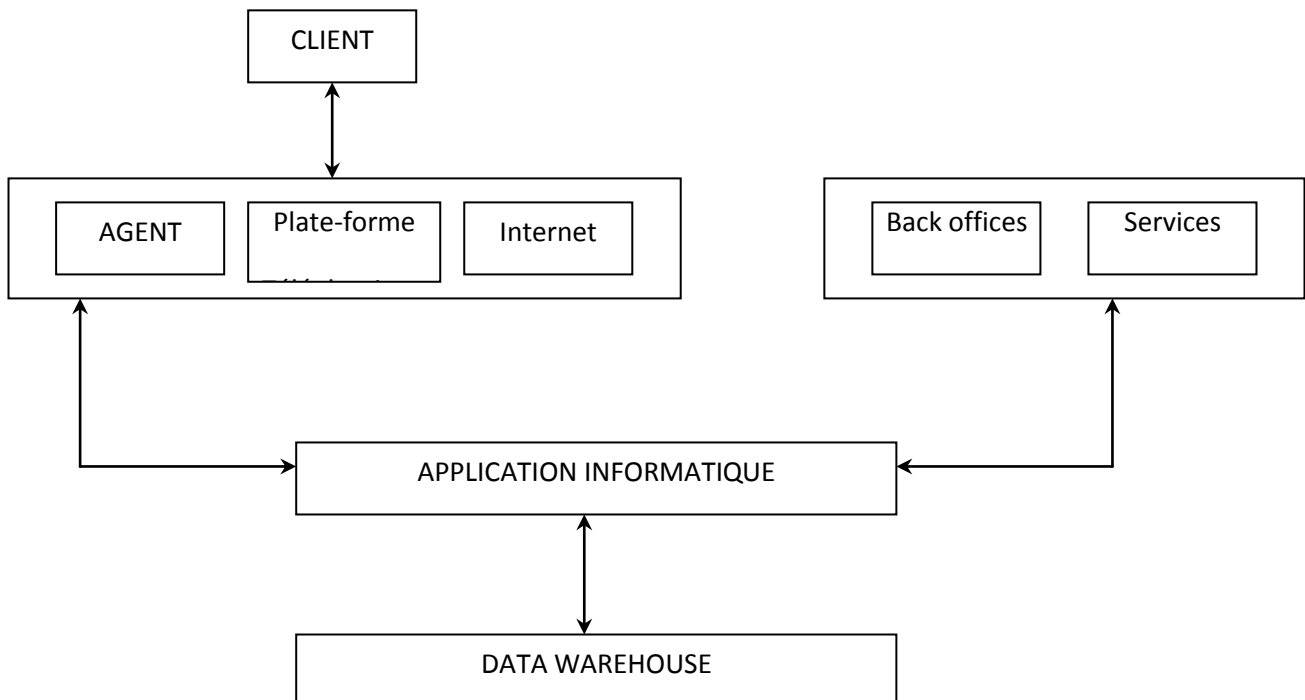 CLIENT
AGENT
Plate-forme
Internet
Back offices
Services
APPLICATION INFORMATIQUE
DATA WAREHOUSE